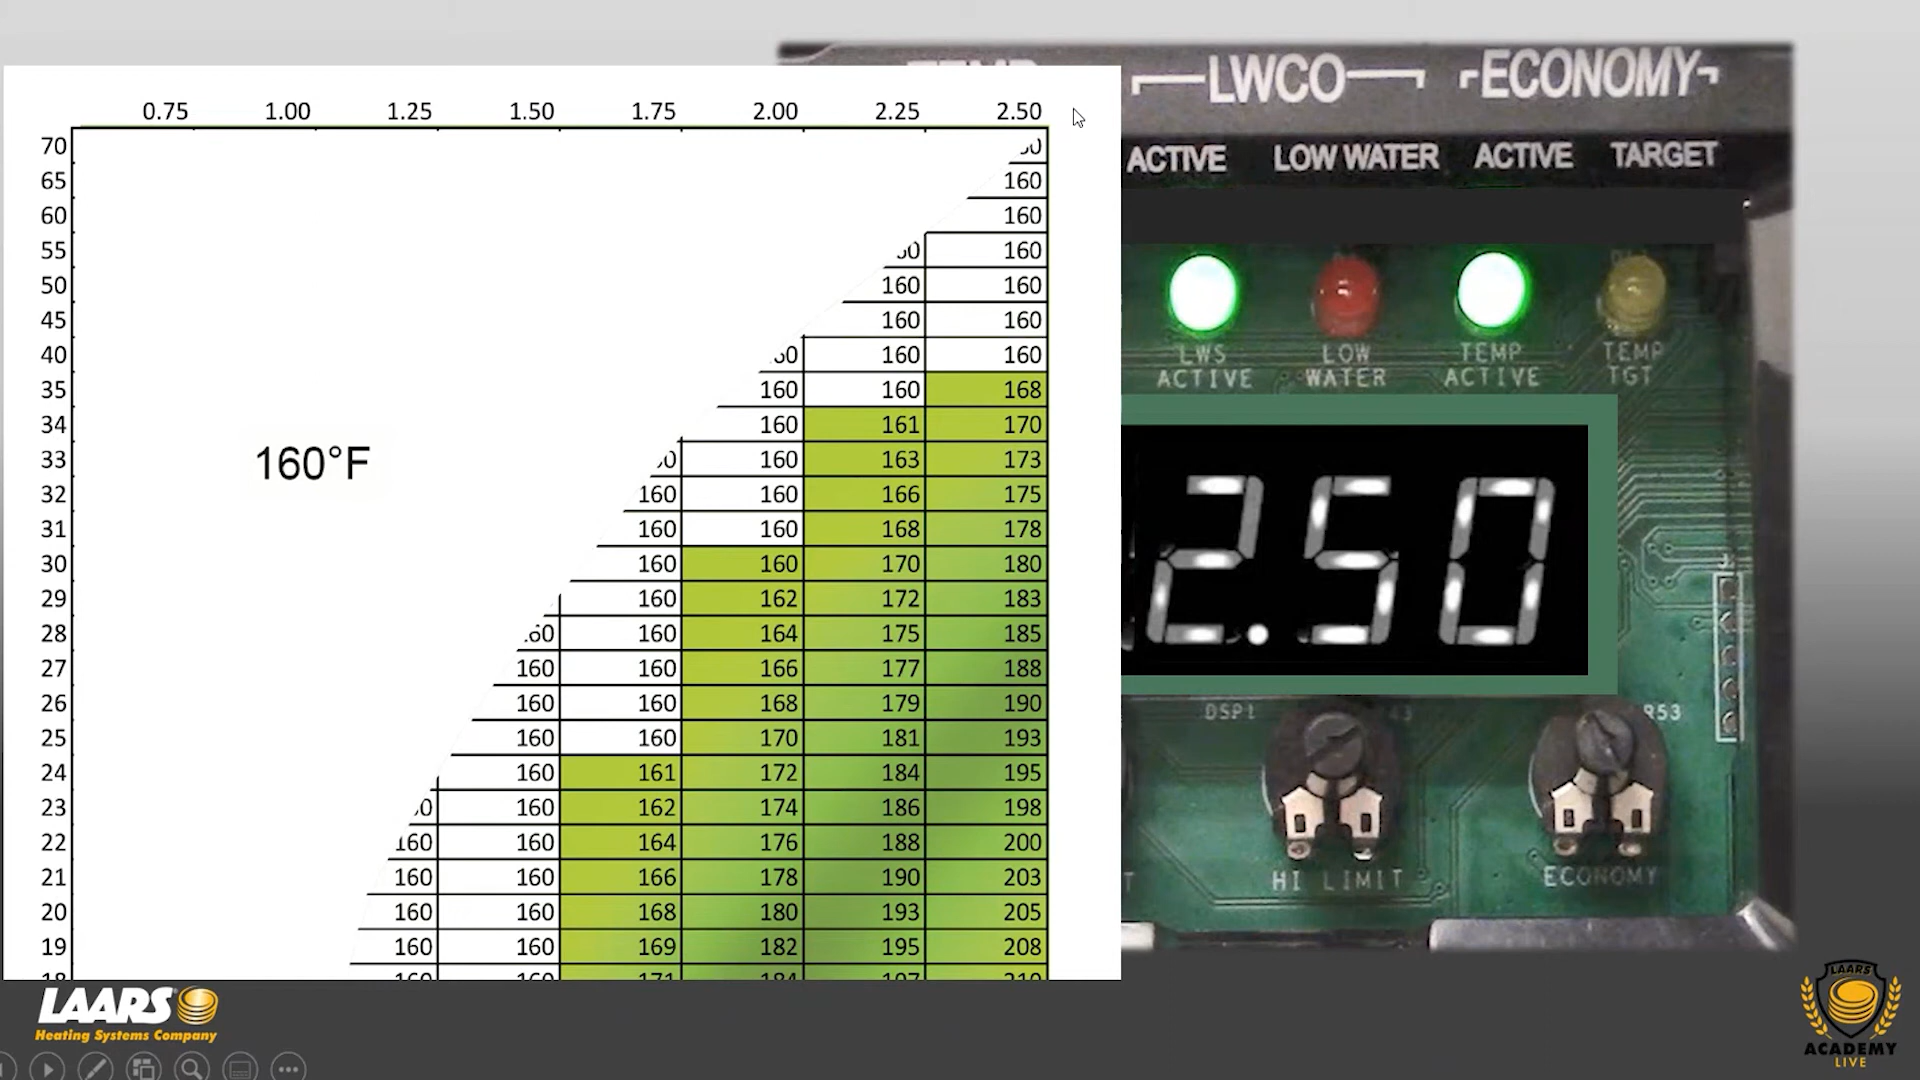 LWCO ECONOMY
ACTIVE LOW WATER ACTIVE TARGET
0.75 1.00 1.25 1.50 1.75 2.00 2.25 2.50
70
65 160
60 160
55 160
50 160 160
45 160 160
40 160 160
35 160 160 168
34 160 161 170
33 160 163 173
32 160 160 166 175
31 160 160 168 178
30 160 160 170 180
29 160 162 172 183
28 160 164 175 185
27 160 160 166 177 188
26 160 160 168 179 190
25 160 160 170 181 193
24 160 161 172 184 195
23 160 162 174 186 198
22 160 160 164 176 188 200
21 160 160 166 178 190 203
20 160 160 168 180 193 205
19 160 160 169 182 195 208
160°F
LWS ACTIVE
LOW WATER
TEMP ACTIVE
TEMP TGT
2.50
DSP1
R53
HI LIMIT
ECONOMY
LAARS
Heating Systems Company
LAARS
ACADEMY
LIVE